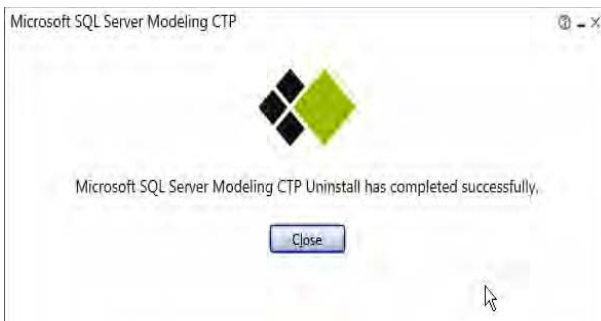 Microsoft SQL Server Modeling CTP
Microsoft SQL Server Modeling CTP Uninstall has completed successfully.
Close